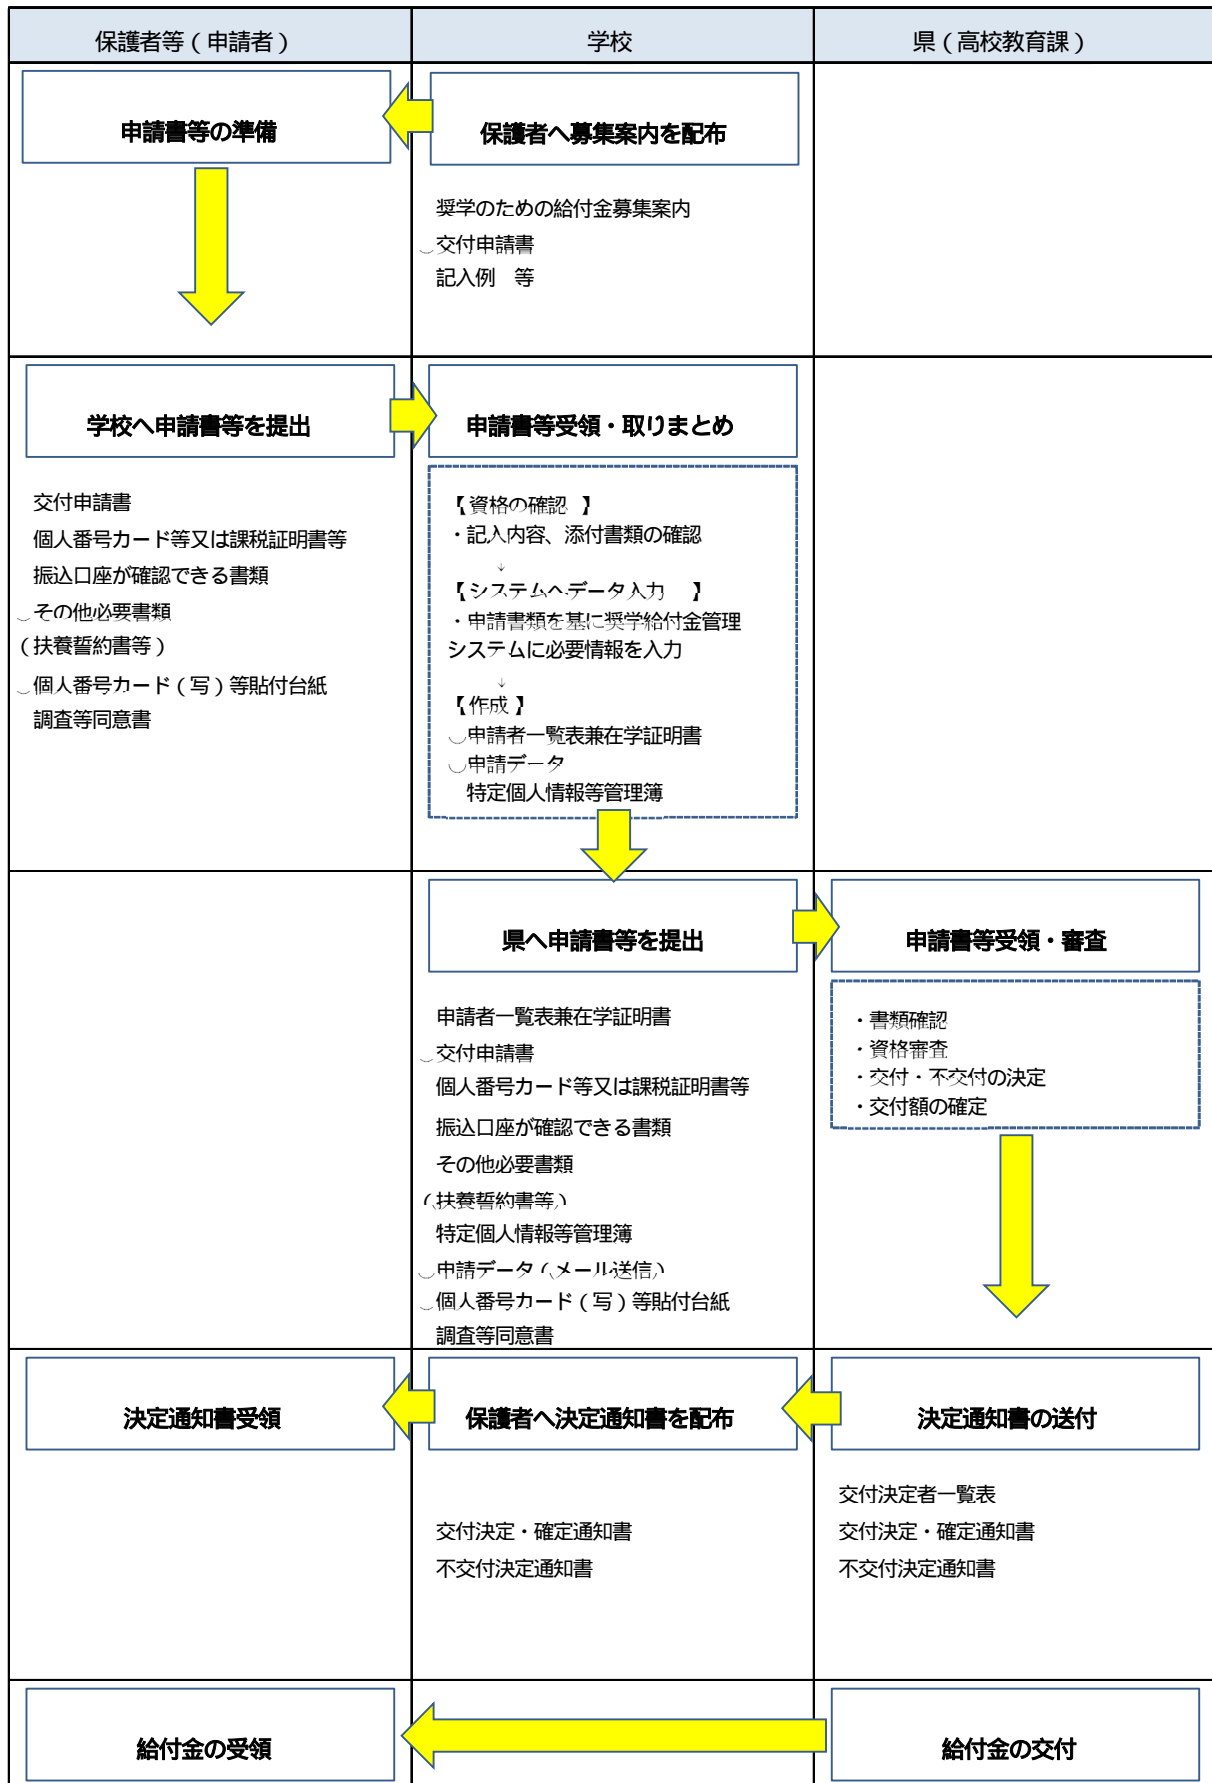 保護者等（申請者）
学校
県（高校教育課）
申請書等の準備
保護者へ募集案内を配布
奨学のための給付金募集案内
交付申請書
記入例　等
学校へ申請書等を提出
申請書等受領・取りまとめ
交付申請書
個人番号カード等又は課税証明書等
振込口座が確認できる書類
その他必要書類
（扶養誓約書等）
個人番号カード（写）等貼付台紙
調査等同意書
【資格の確認 】
・記入内容、添付書類の確認
↓
【システムへデータ入力　】
・申請書類を基に奨学給付金管理
システムに必要情報を入力
↓
【作成 】
申請者一覧表兼在学証明書
申請データ
特定個人情報等管理簿
県へ申請書等を提出
申請書等受領・審査
申請者一覧表兼在学証明書
交付申請書
個人番号カード等又は課税証明書等
振込口座が確認できる書類
その他必要書類
（扶養誓約書等）
特定個人情報等管理簿
申請データ（メール送信）
個人番号カード（写）等貼付台紙
調査等同意書
・書類確認
・資格審査
・交付・不交付の決定
・交付額の確定
決定通知書受領
保護者へ決定通知書を配布
決定通知書の送付
交付決定・確定通知書
不交付決定通知書
交付決定者一覧表
交付決定・確定通知書
不交付決定通知書
給付金の受領
給付金の交付